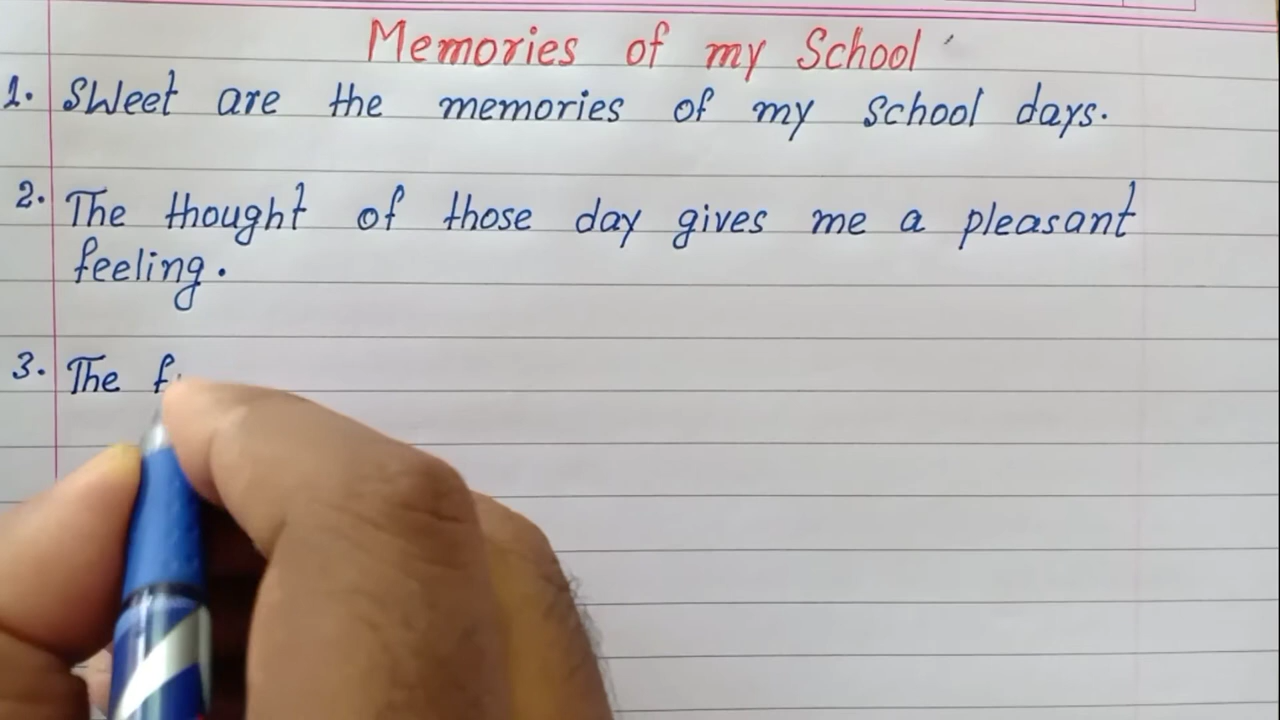 Memories of my School
1. Sweet are the memories of my school days.
2. The thought of those day gives me a pleasant
feeling.
3. The